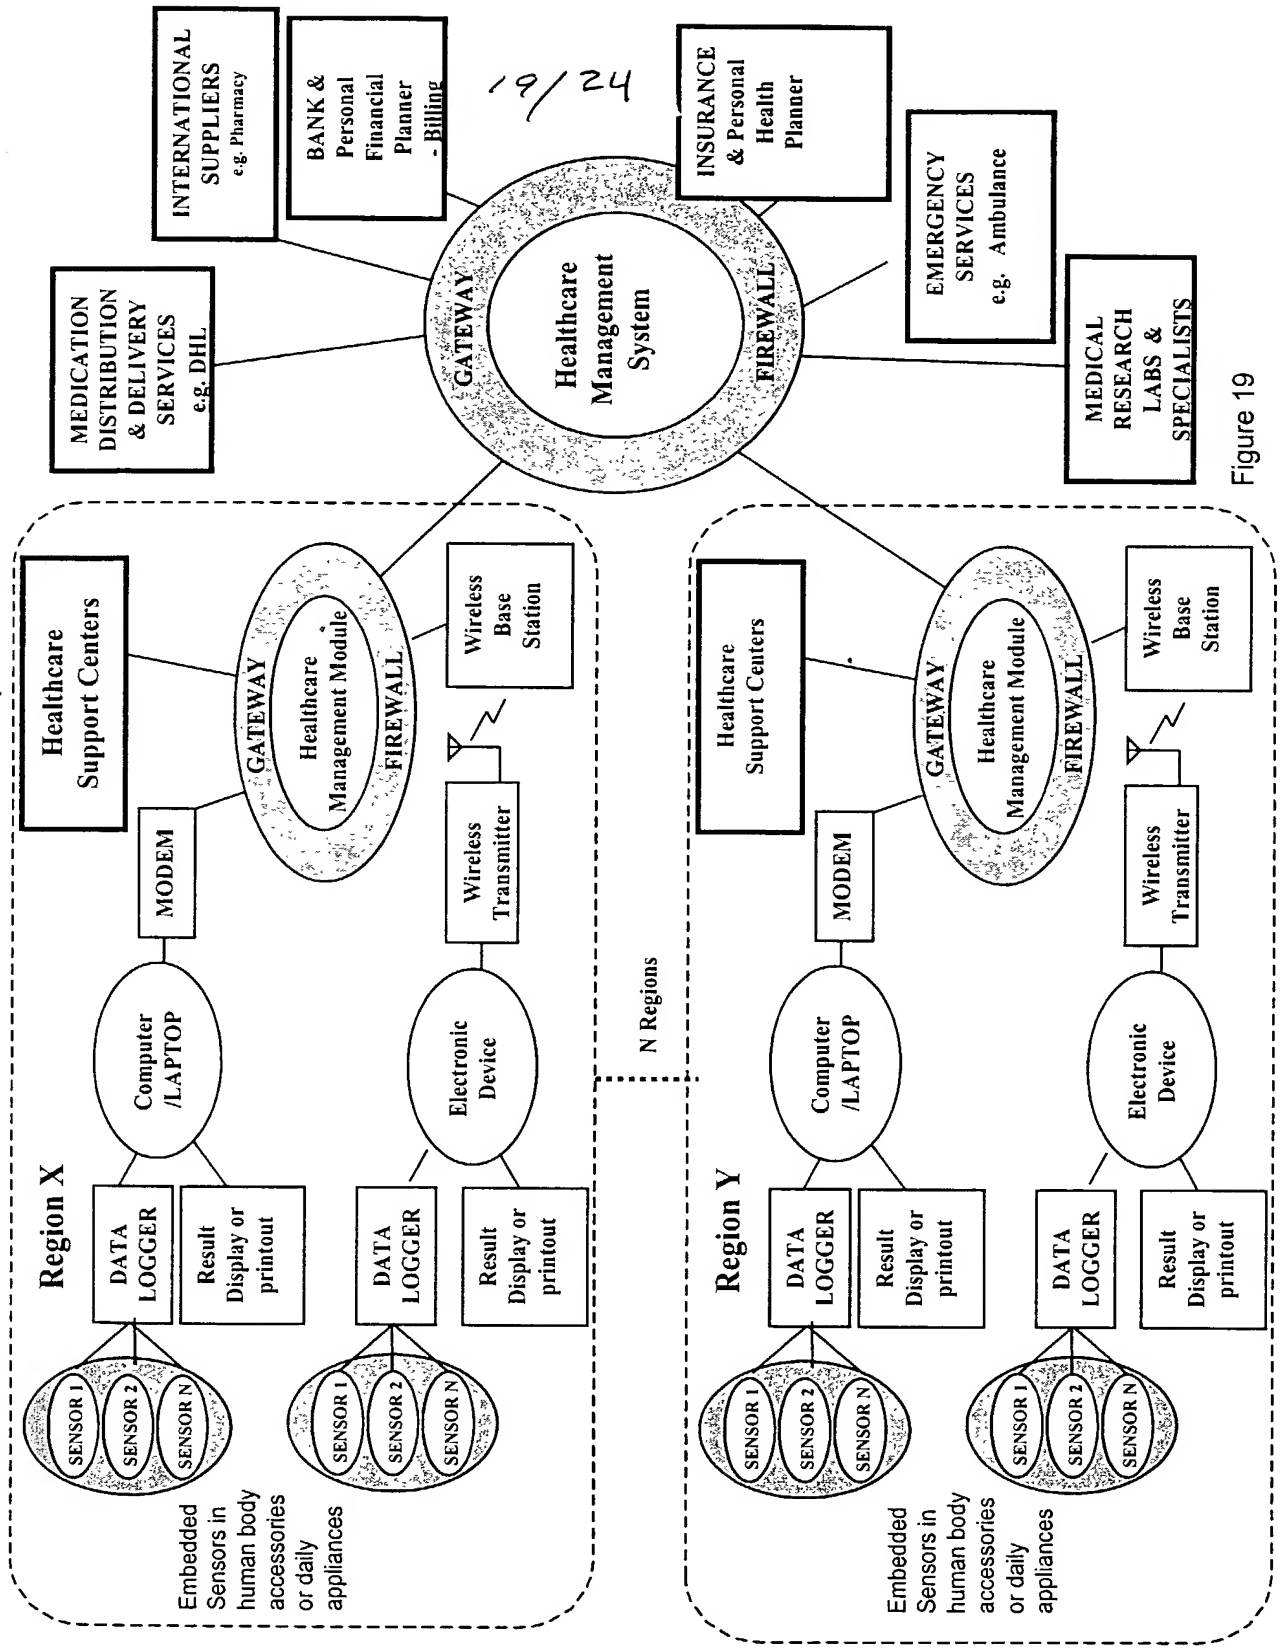 Region X
Embedded
Sensors in
human body
accessories
or daily
appliances
SENSOR 1
SENSOR 2
SENSOR N
DATA
LOGGER
Result
Display or
printout
Computer
/LAPTOP
MODEM
Healthcare
Support Centers
GATEWAY
Healthcare
Management Module
FIREWALL
SENSOR 1
SENSOR 2
SENSOR N
DATA
LOGGER
Result
Display or
printout
Electronic
Device
Wireless
Transmitter
Wireless
Base
Station
N Regions
Region Y
Embedded
Sensors in
human body
accessories
or daily
appliances
SENSOR 1
SENSOR 2
SENSOR N
DATA
LOGGER
Result
Display or
printout
Computer
/LAPTOP
MODEM
Healthcare
Support Centers
GATEWAY
Healthcare
Management Module
FIREWALL
SENSOR 1
SENSOR 2
SENSOR N
DATA
LOGGER
Result
Display or
printout
Electronic
Device
Wireless
Transmitter
Wireless
Base
Station
MEDICATION
DISTRIBUTION
& DELIVERY
SERVICES
e.g. DHL
INTERNATIONAL
SUPPLIERS
e.g. Pharmacy
BANK &
Personal
Financial
Planner
- Billing
19/24
GATEWAY
Healthcare
Management
System
FIREWALL
INSURANCE
& Personal
Health
Planner
EMERGENCY
SERVICES
e.g. Ambulance
MEDICAL
RESEARCH
LABS &
SPECIALISTS
Figure 19